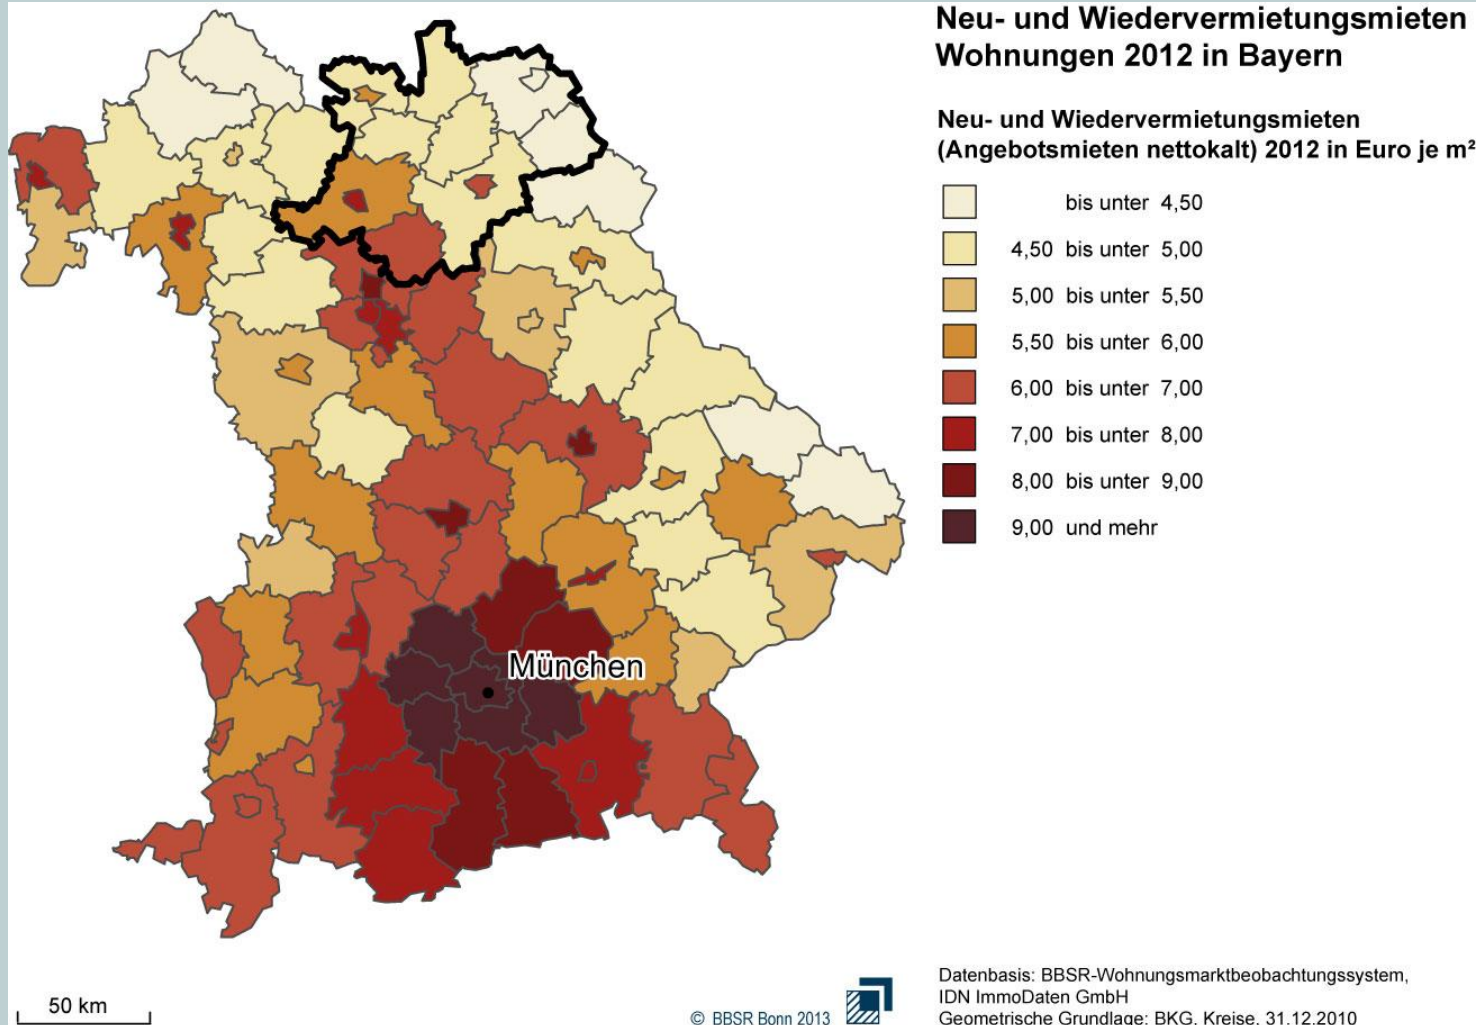 Neu- und Wiedervermietungsmieten
Wohnungen 2012 in Bayern
Neu- und Wiedervermietungsmieten
(Angebotsmieten nettokalt) 2012 in Euro je m²
bis unter 4,50
4,50 bis unter 5,00
5,00 bis unter 5,50
5,50 bis unter 6,00
6,00 bis unter 7,00
7,00 bis unter 8,00
8,00 bis unter 9,00
9,00 und mehr
München
50 km
© BBSR Bonn 2013
Datenbasis: BBSR-Wohnungsmarktbeobachtungssystem,
IDN ImmoDaten GmbH
Geometrische Grundlage: BKG, Kreise, 31.12.2010